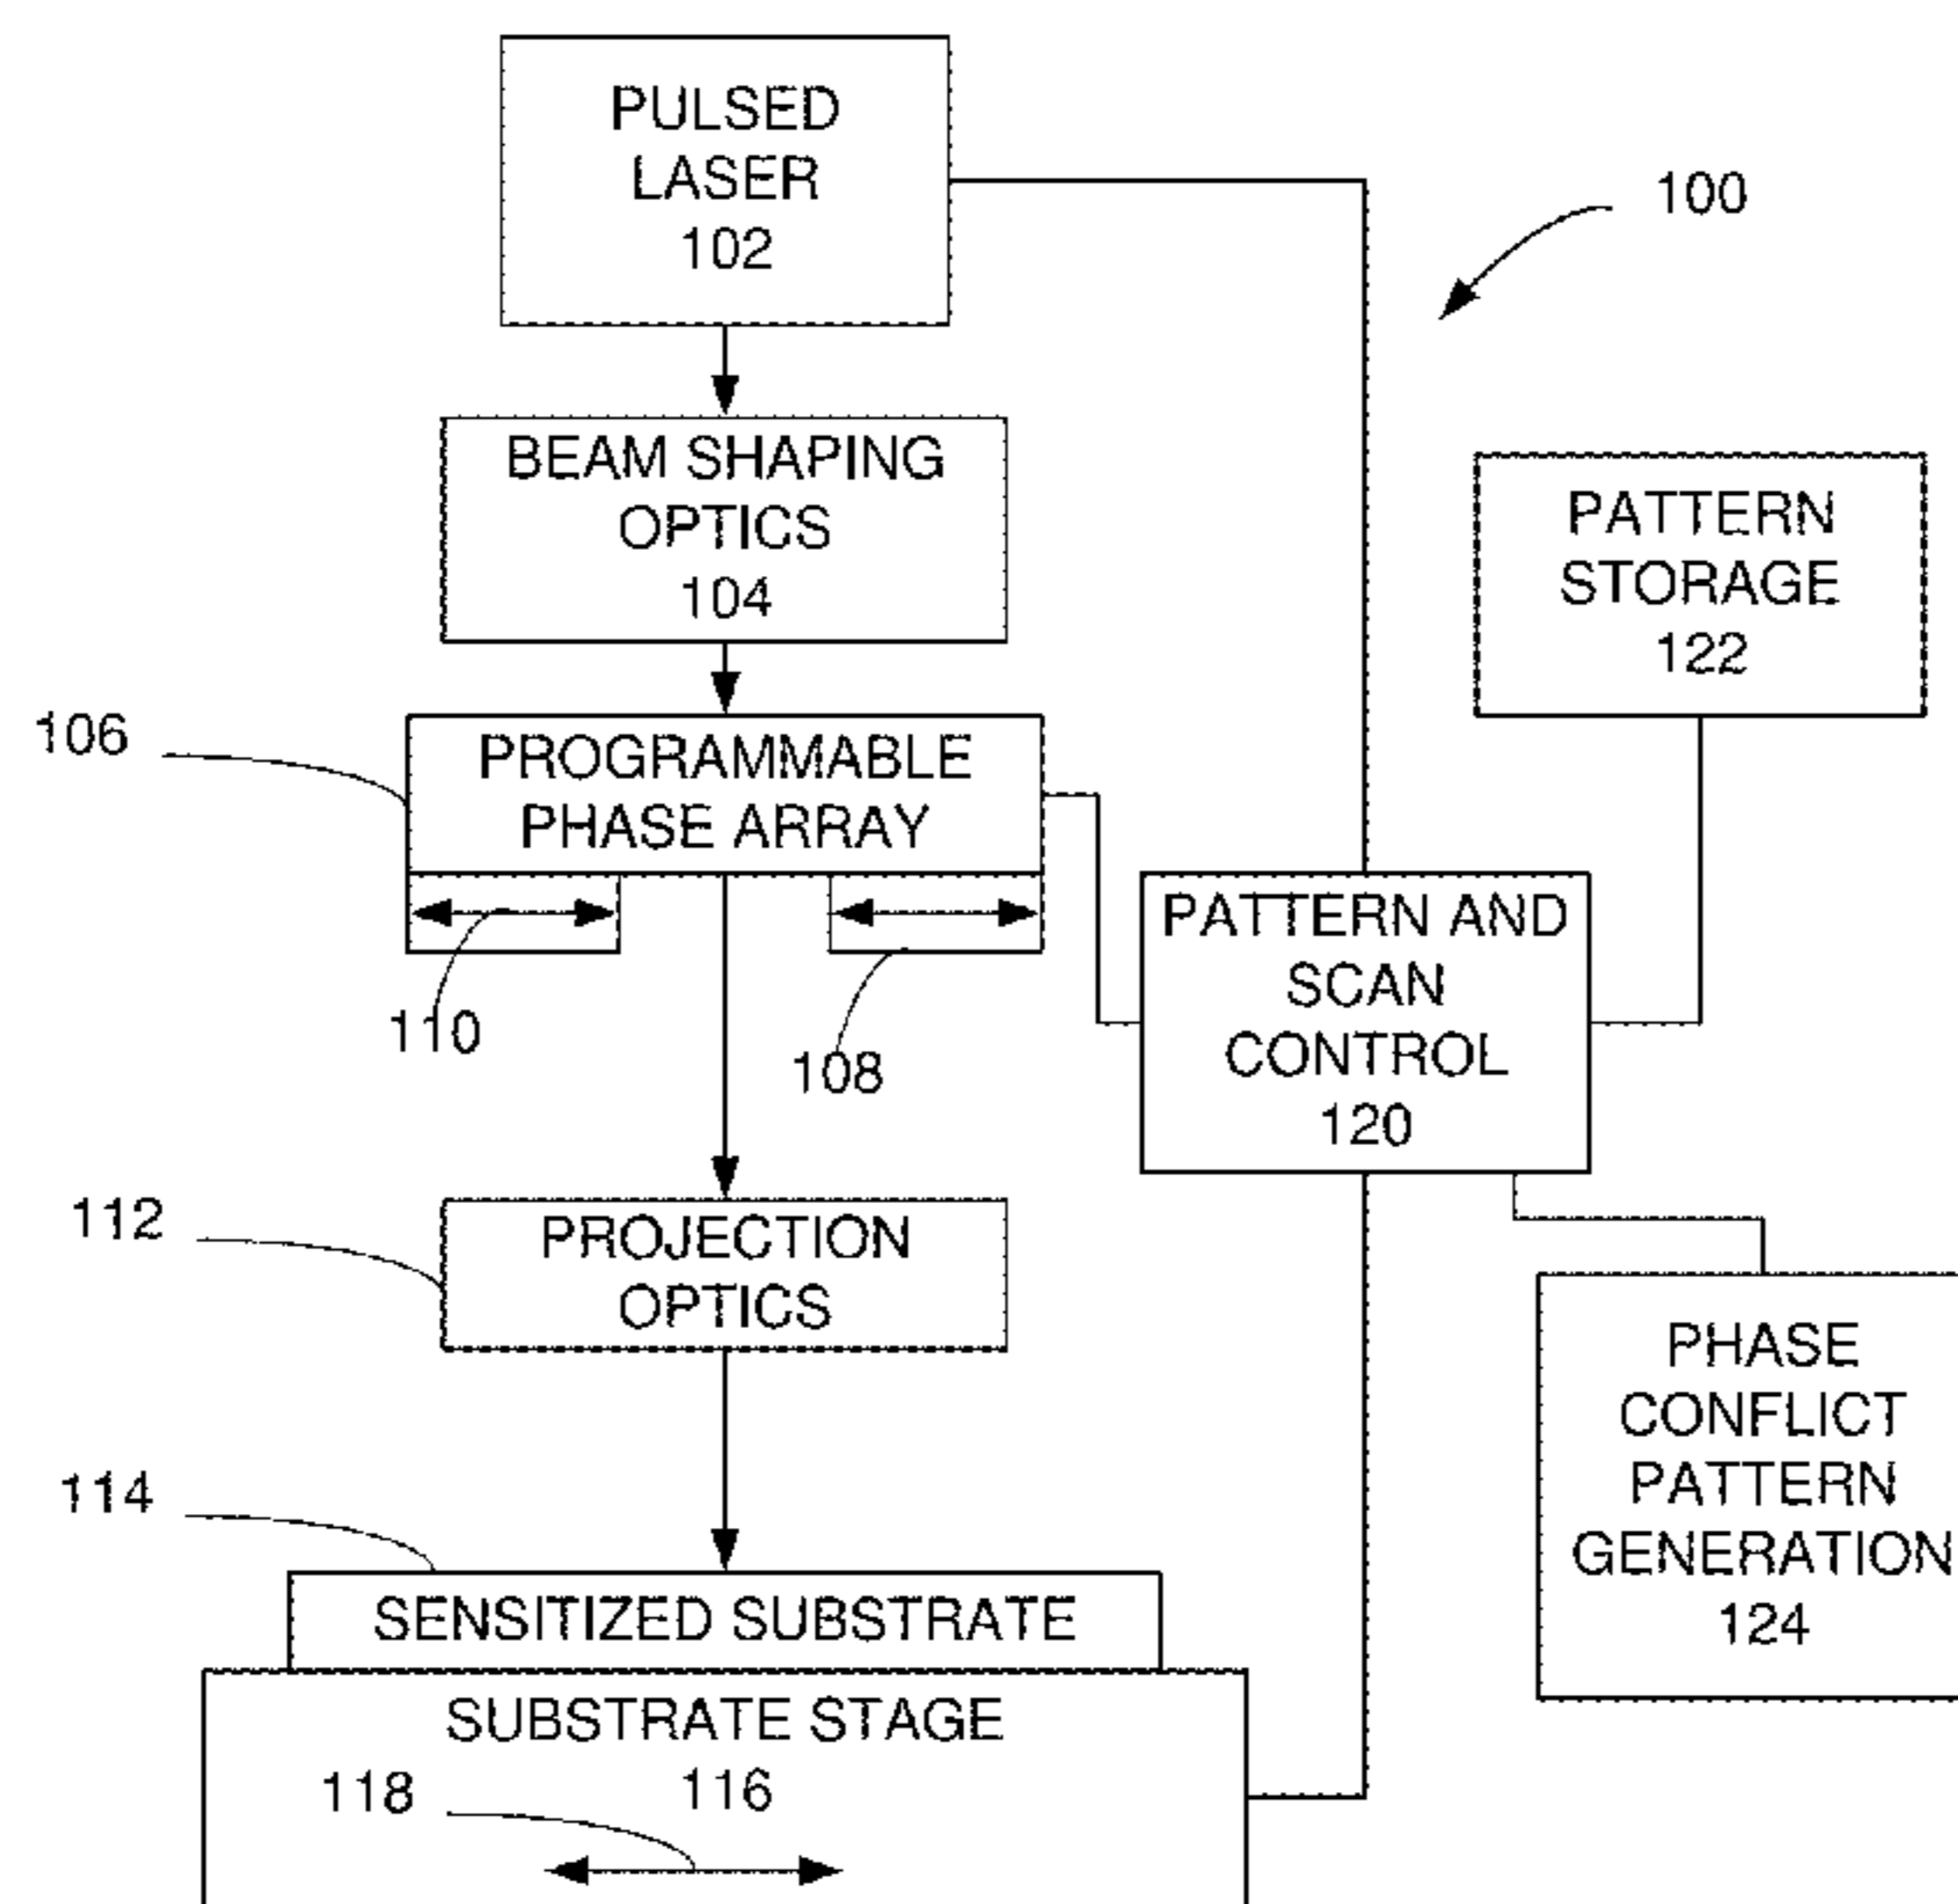 PULSED
LASER
102
100
BEAM SHAPING
OPTICS
104
PATTERN
STORAGE
122
106
PROGRAMMABLE
PHASE ARRAY
110
108
PATTERN AND
SCAN
CONTROL
120
112
PROJECTION
OPTICS
PHASE
CONFLICT
PATTERN
GENERATION
124
114
SENSITIZED SUBSTRATE
SUBSTRATE STAGE
118
116